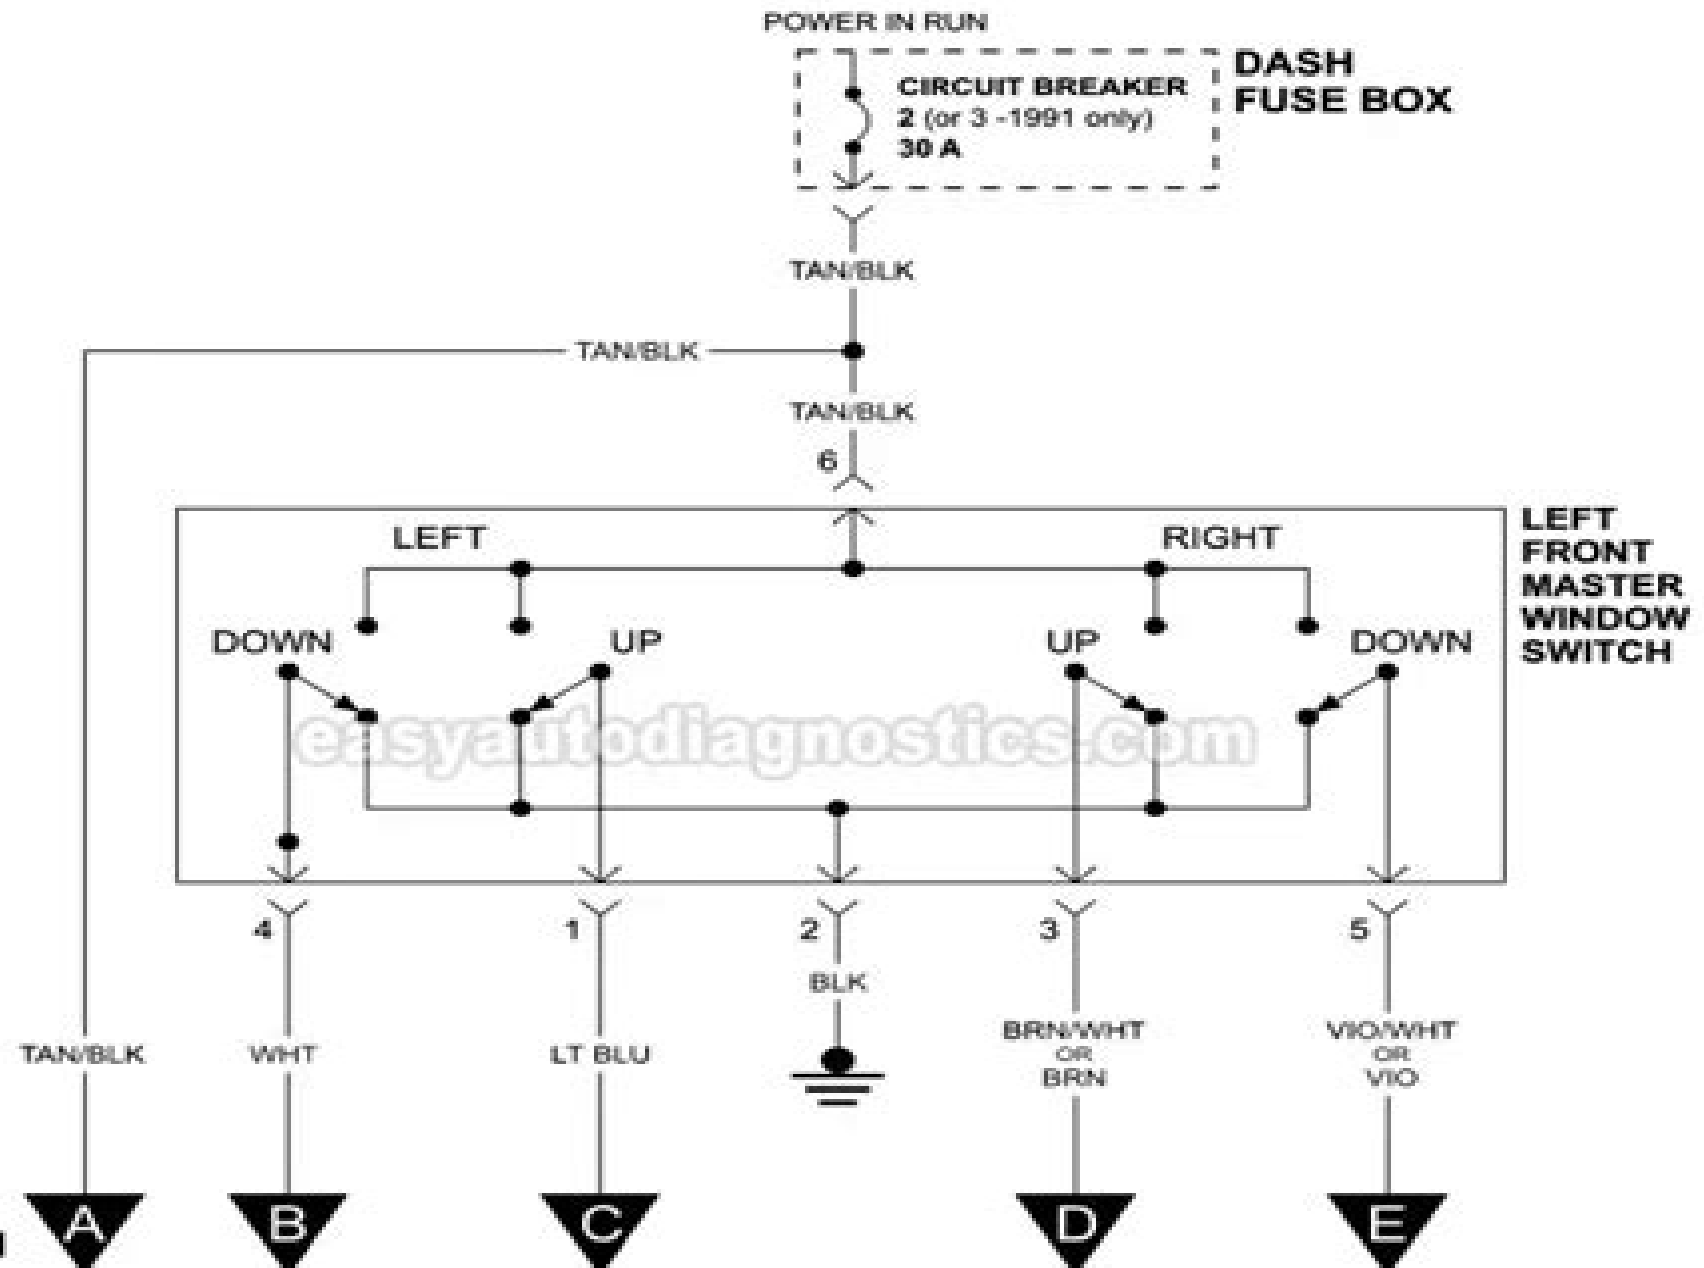 POWER IN RUN
DASH
FUSE BOX
CIRCUIT BREAKER
2 (or 3 -1991 only)
30 A
TAN/BLK
TAN/BLK
TAN/BLK
6
LEFT
RIGHT
LEFT
FRONT
MASTER
WINDOW
SWITCH
DOWN
UP
UP
DOWN
easyautodiagnostics.com
4
1
2
3
5
BLK
TAN/BLK
WHT
LT BLU
BRN/WHT
OR
BRN
VIO/WHT
OR
VIO
A
B
C
D
E